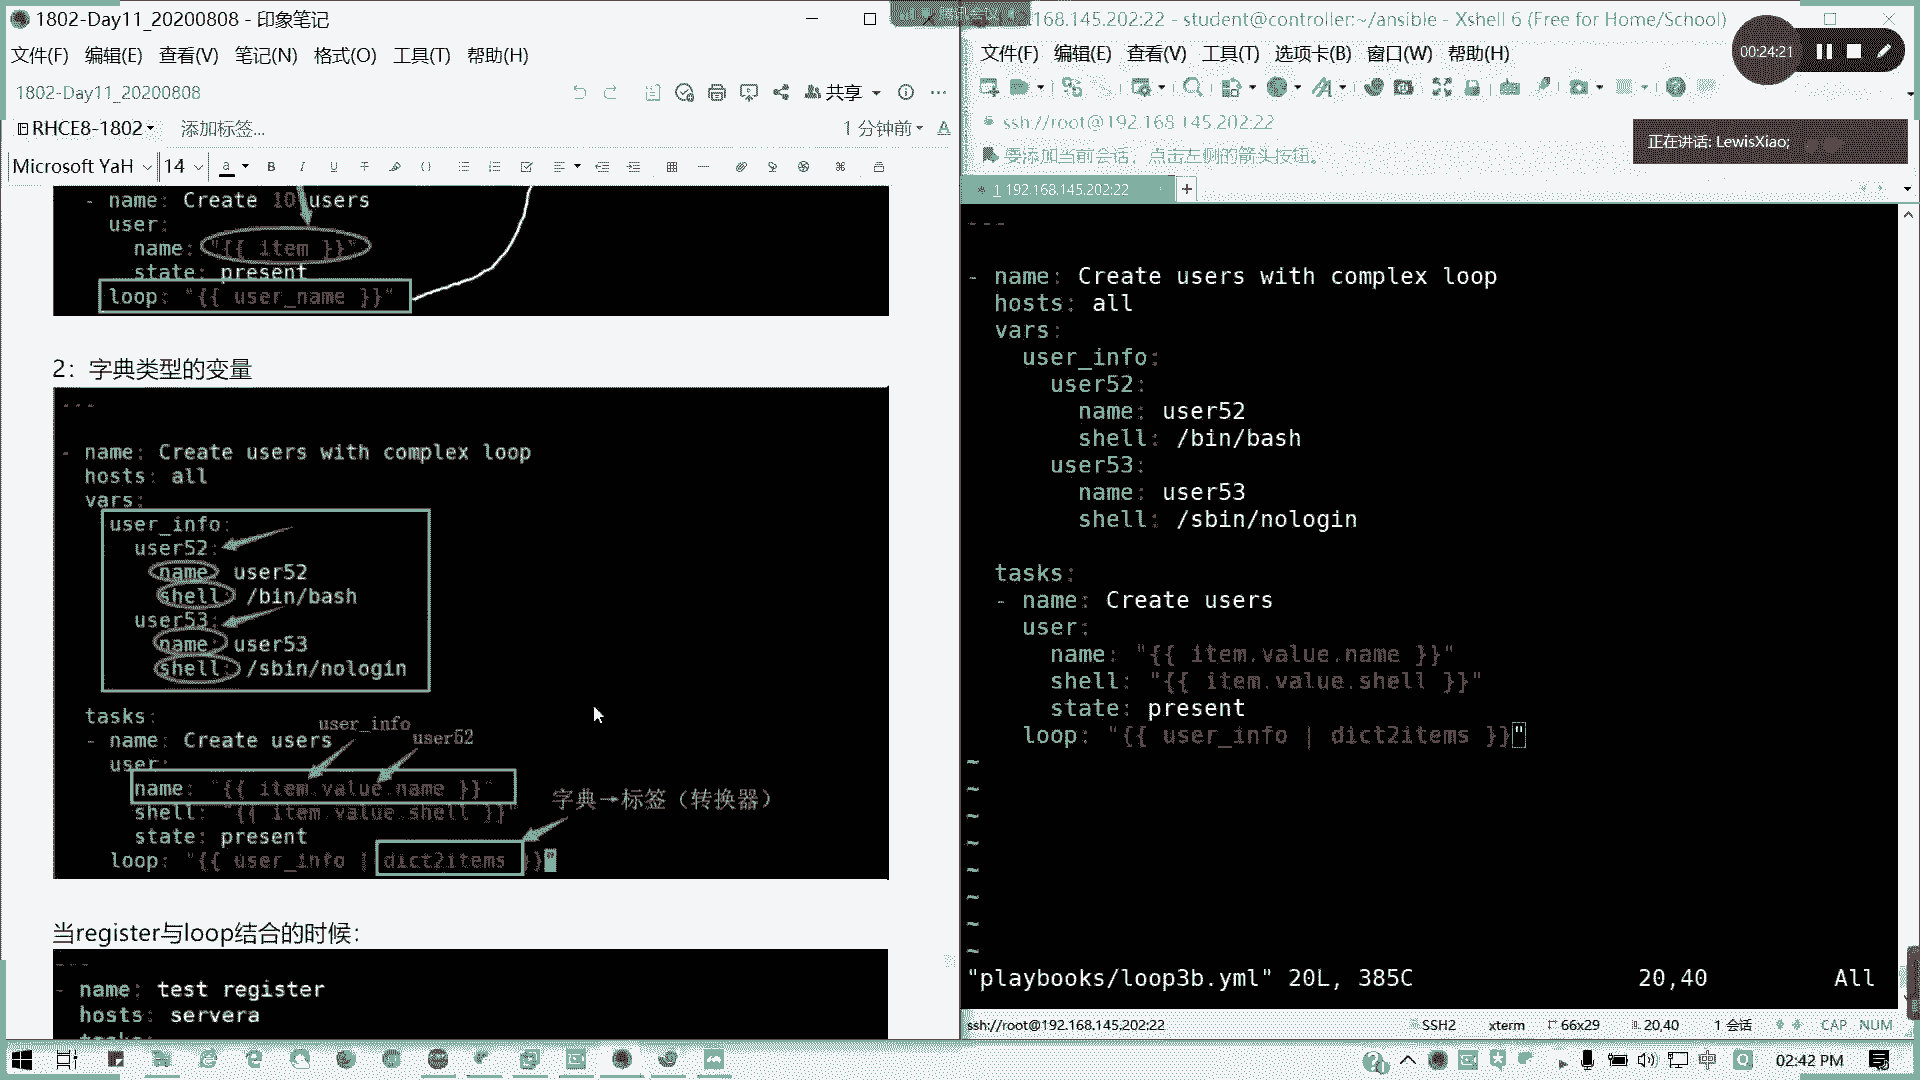 1802-Day11_20200808 - 印象笔记
文件(F) 编辑(E) 查看(V) 笔记(N) 格式(O) 工具(T) 帮助(H)
1802-Day11_20200808
共享
RHCE8-1802
添加标签...
1 分钟前
Microsoft YaH 14
- name: Create 10 users
user:
name: "{{ item }}"
state: present
loop: "{{ user_name }}"
2：字典类型的变量
---
- name: Create users with complex loop
hosts: all
vars:
user_info:
user52:
name: user52
shell: /bin/bash
user53:
name: user53
shell: /sbin/nologin
tasks:
- name: Create users
user_info
user52
user:
name: "{{ item.value.name }}"
shell: "{{ item.value.shell }}"
state: present
loop: "{{ user_info | dict2items }}"
字典→标签（转换器）
当register与loop结合的时候：
---
- name: test register
hosts: servera
168.145.202:22 - student@controller:~/ansible - Xshell 6 (Free for Home/School)
文件(F) 编辑(E) 查看(V) 工具(T) 选项卡(B) 窗口(W) 帮助(H)
00:24:21
ssh://root@192.168.145.202:22
要添加当前会话，点击左侧的箭头按钮。
正在讲话: LewisXiao;
1 192.168.145.202:22
---
- name: Create users with complex loop
hosts: all
vars:
user_info:
user52:
name: user52
shell: /bin/bash
user53:
name: user53
shell: /sbin/nologin
tasks:
- name: Create users
user:
name: "{{ item.value.name }}"
shell: "{{ item.value.shell }}"
state: present
loop: "{{ user_info | dict2items }}"
~
~
~
~
~
~
~
~
"playbooks/loop3b.yml" 20L, 385C 20,40 All
ssh://root@192.168.145.202:22 SSH2 xterm 66x29 20,40 1 会话 CAP NUM
中
02:42 PM